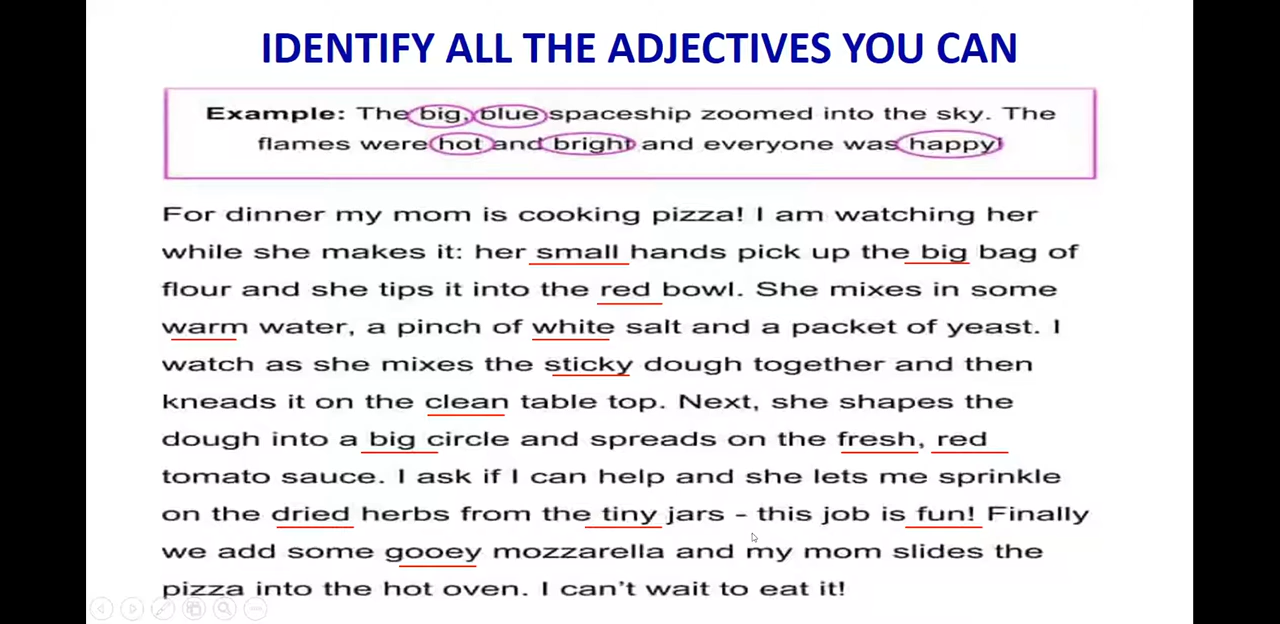 IDENTIFY ALL THE ADJECTIVES YOU CAN
Example: The big, blue spaceship zoomed into the sky. The
flames were hot and bright and everyone was happy!
For dinner my mom is cooking pizza! I am watching her
while she makes it: her small hands pick up the big bag of
flour and she tips it into the red bowl. She mixes in some
warm water, a pinch of white salt and a packet of yeast. I
watch as she mixes the sticky dough together and then
kneads it on the clean table top. Next, she shapes the
dough into a big circle and spreads on the fresh, red
tomato sauce. I ask if I can help and she lets me sprinkle
on the dried herbs from the tiny jars - this job is fun! Finally
we add some gooey mozzarella and my mom slides the
pizza into the hot oven. I can't wait to eat it!